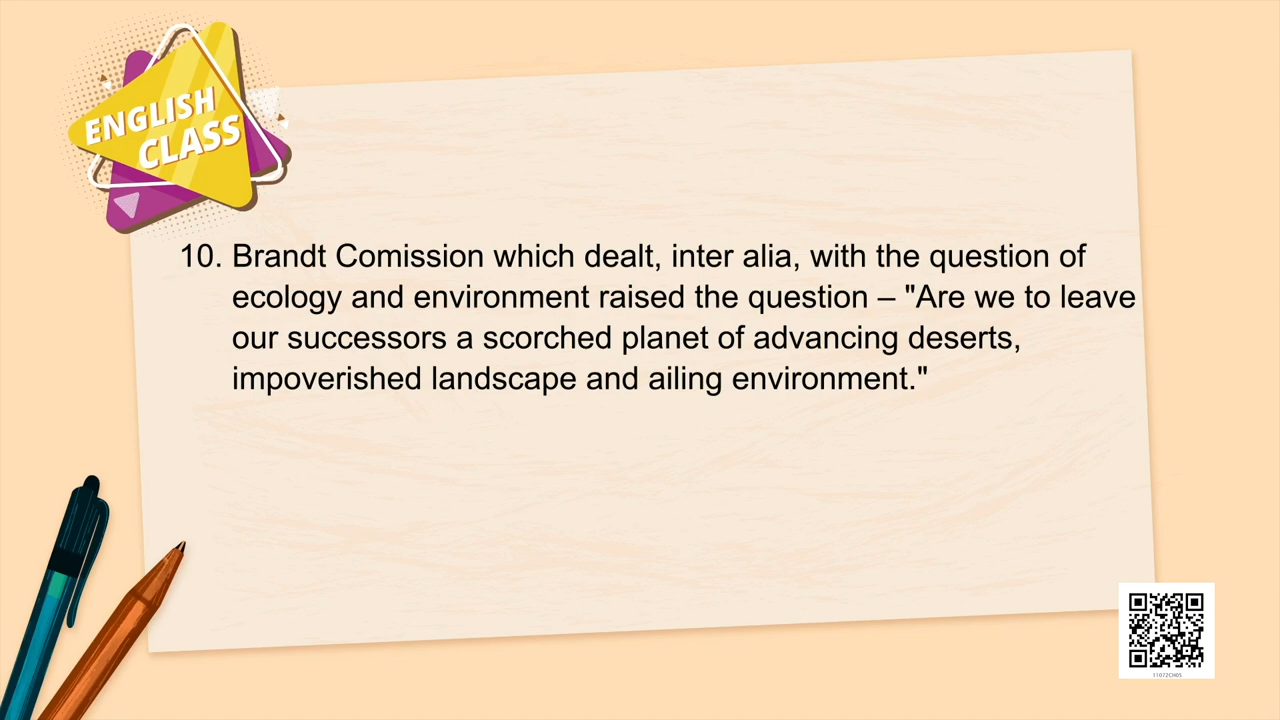 ENGLISH
CLASS
10. Brandt Comission which dealt, inter alia, with the question of
ecology and environment raised the question – "Are we to leave
our successors a scorched planet of advancing deserts,
impoverished landscape and ailing environment."
11072CH05